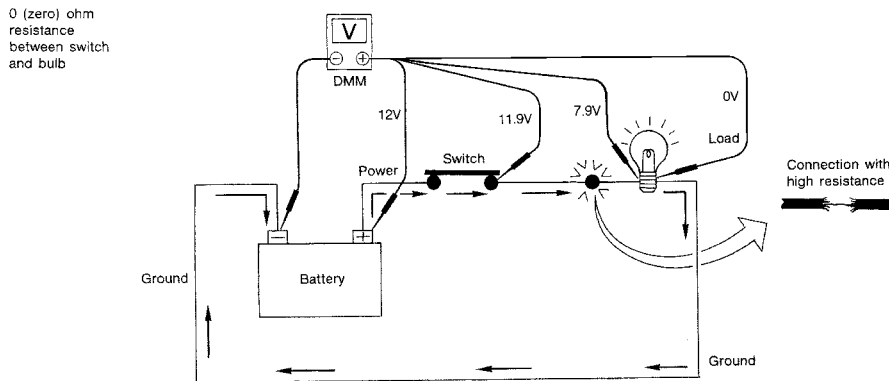 0 (zero) ohm
resistance
between switch
and bulb
V
− +
DMM
12V
11.9V
7.9V
0V
Load
Switch
Power
Connection with
high resistance
− +
Battery
Ground
Ground